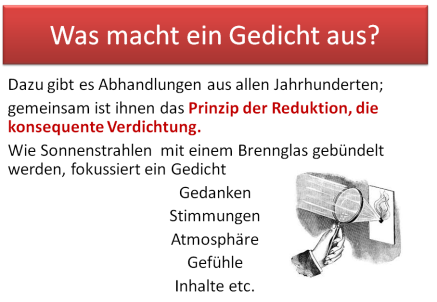 Was macht ein Gedicht aus?
Dazu gibt es Abhandlungen aus allen Jahrhunderten;
gemeinsam ist ihnen das Prinzip der Reduktion, die
konsequente Verdichtung.
Wie Sonnenstrahlen mit einem Brennglas gebündelt
werden, fokussiert ein Gedicht
Gedanken
Stimmungen
Atmosphäre
Gefühle
Inhalte etc.